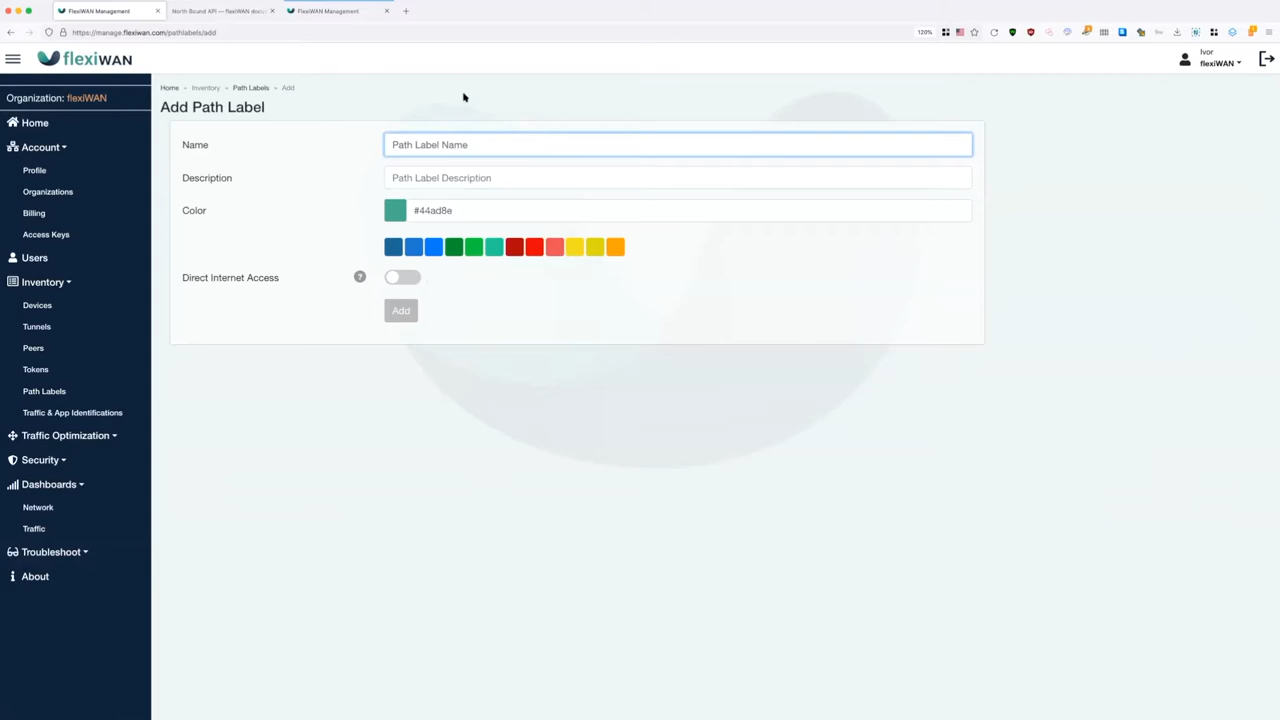 FlexiWAN Management
North Bound API — flexiWAN docu
FlexiWAN Management
https://manage.flexiwan.com/pathlabels/add
120%
flexiWAN
Ivor
flexiWAN
Organization: flexiWAN
Home
Account
Profile
Organizations
Billing
Access Keys
Users
Inventory
Devices
Tunnels
Peers
Tokens
Path Labels
Traffic & App Identifications
Traffic Optimization
Security
Dashboards
Network
Traffic
Troubleshoot
About
Home » Inventory » Path Labels » Add
Add Path Label
Name
Path Label Name
Description
Path Label Description
Color
#44ad8e
Direct Internet Access
?
Add